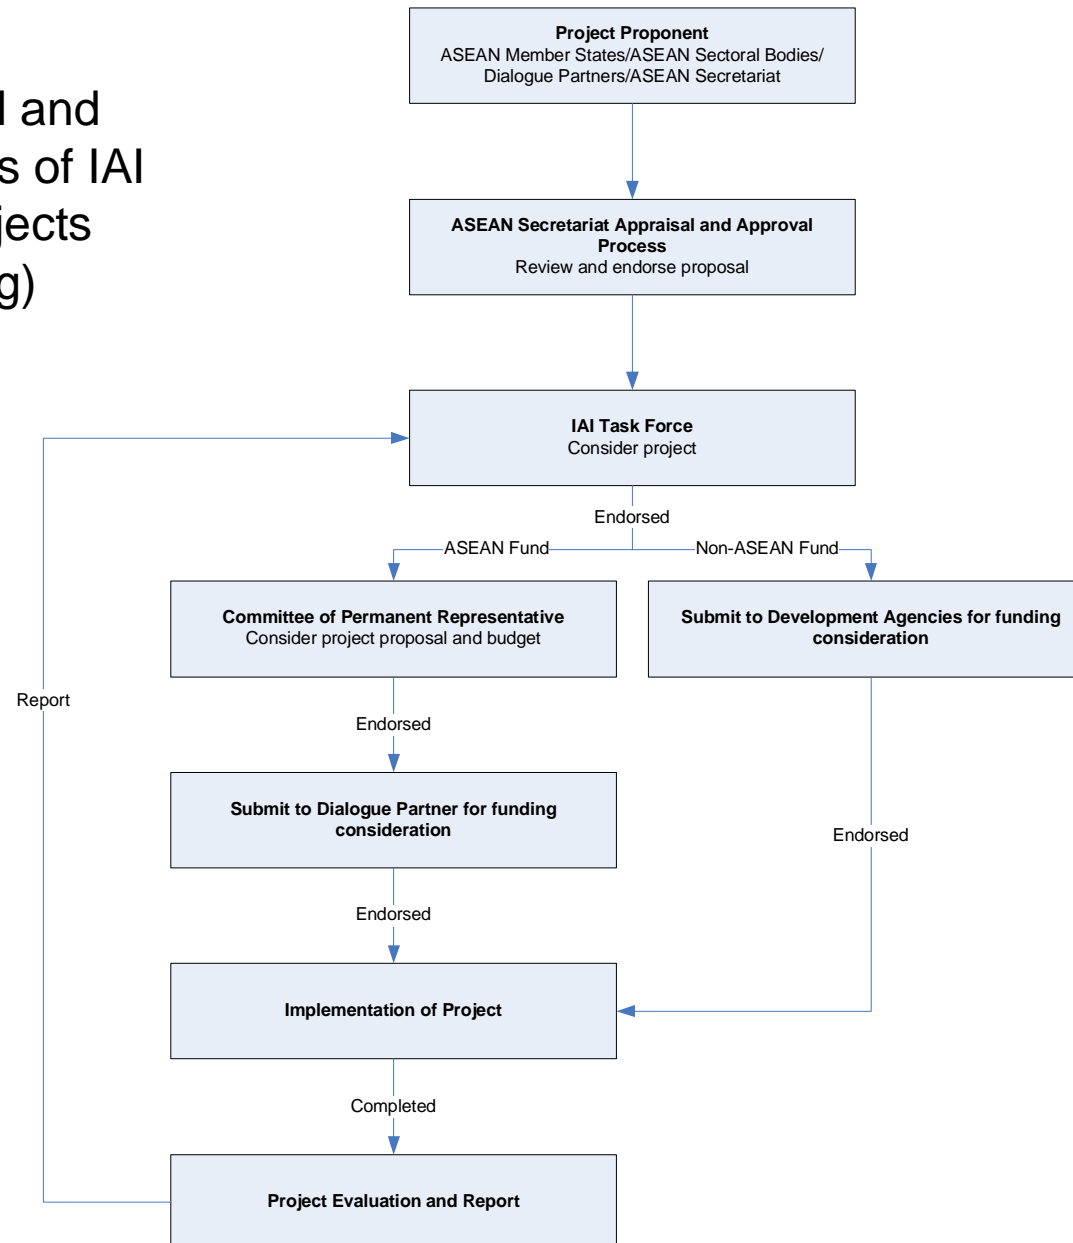 l and
s of IAI
jects
g)
Project Proponent
ASEAN Member States/ASEAN Sectoral Bodies/
Dialogue Partners/ASEAN Secretariat
ASEAN Secretariat Appraisal and Approval
Process
Review and endorse proposal
IAI Task Force
Consider project
Endorsed
ASEAN Fund
Non-ASEAN Fund
Committee of Permanent Representative
Consider project proposal and budget
Submit to Development Agencies for funding
consideration
Report
Endorsed
Submit to Dialogue Partner for funding
consideration
Endorsed
Endorsed
Implementation of Project
Completed
Project Evaluation and Report